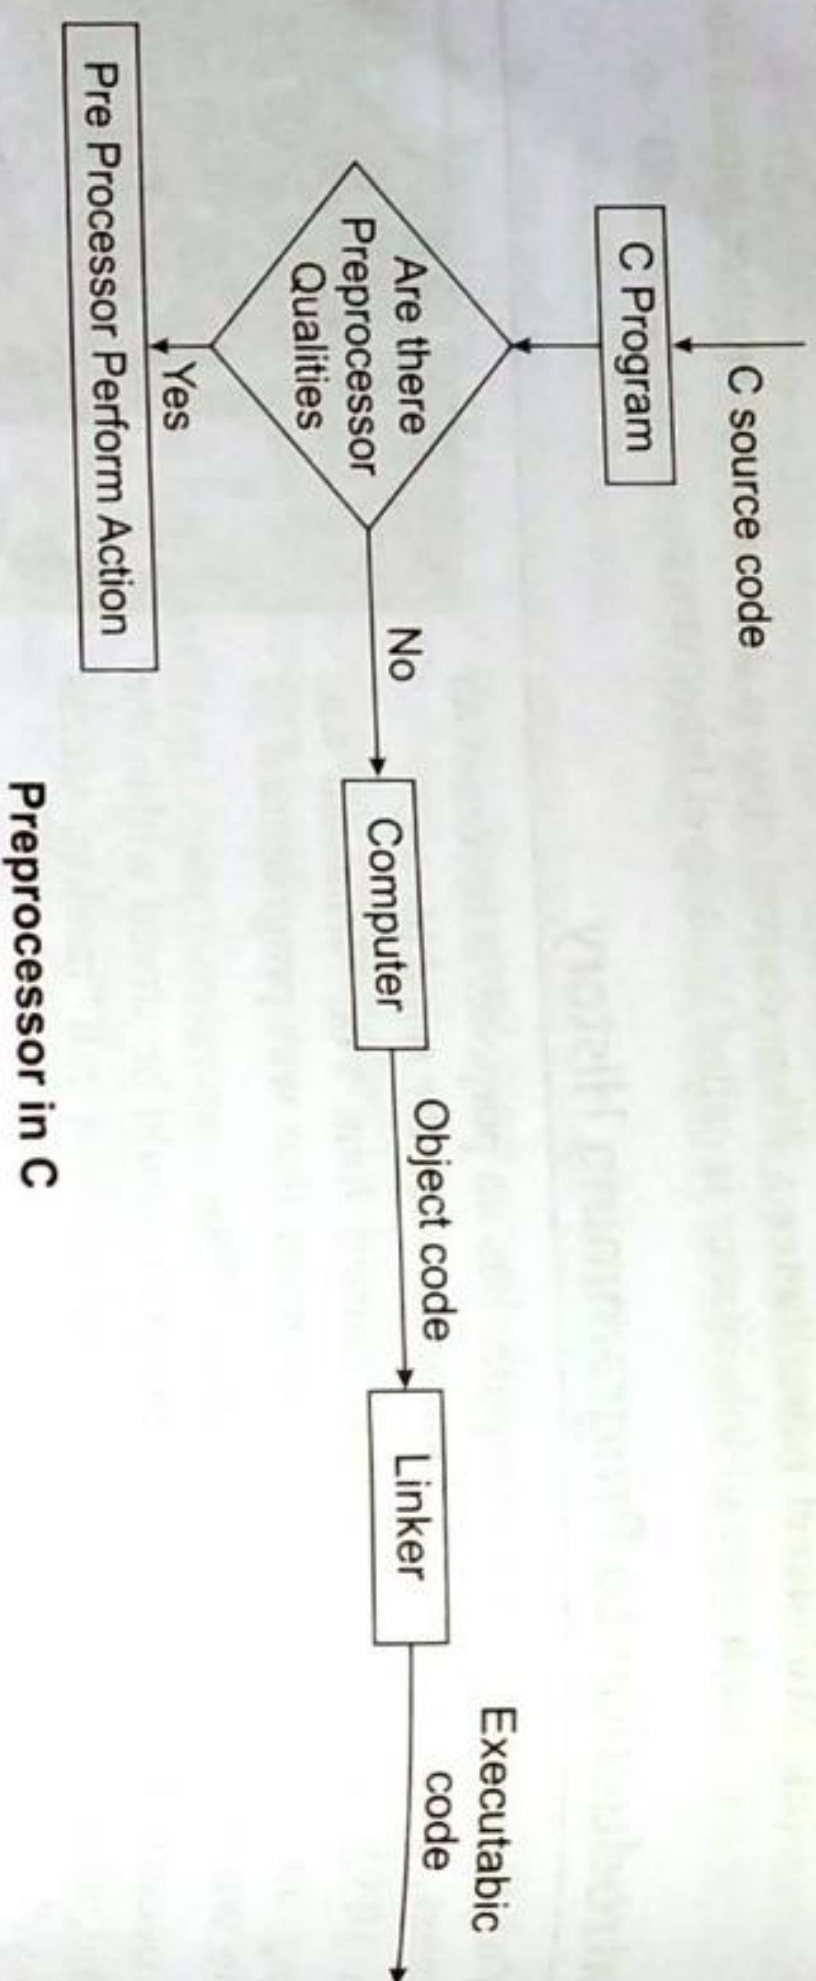 C source code
C Program
Are there
Preprocessor
Qualities
No
Computer
Object code
Linker
Executabic
code
Yes
Pre Processor Perform Action
Preprocessor in C